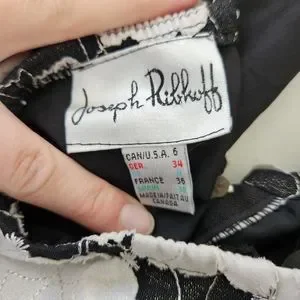 Joseph Ribkoff
CAN/U.S.A. 6
GER. 34
FRANCE 36
MADE IN/FAIT AU
CANADA